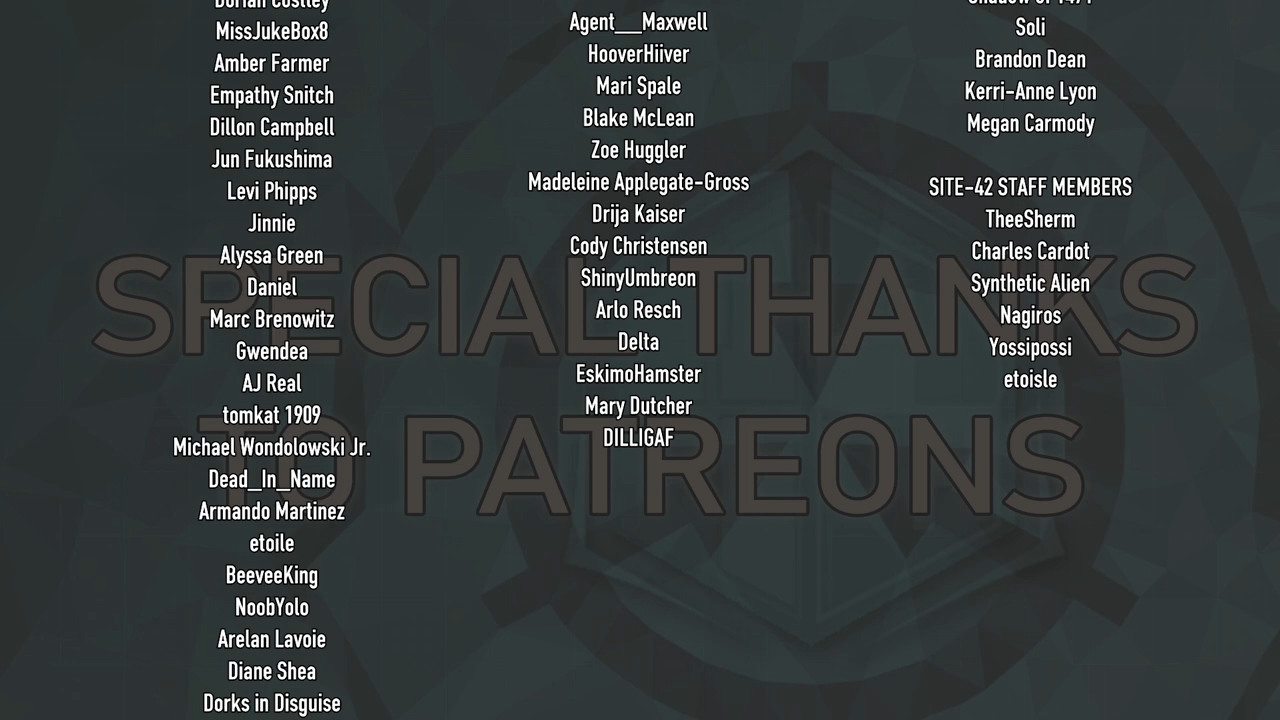 MissJukeBox8
Amber Farmer
Empathy Snitch
Dillon Campbell
Jun Fukushima
Levi Phipps
Jinnie
Alyssa Green
Daniel
Marc Brenowitz
Gwendea
AJ Real
tomkat 1909
Michael Wondolowski Jr.
Dead_In_Name
Armando Martinez
etoile
BeeveeKing
NoobYolo
Arelan Lavoie
Diane Shea
Dorks in Disguise
Agent__Maxwell
HooverHiiver
Mari Spale
Blake McLean
Zoe Huggler
Madeleine Applegate-Gross
Drija Kaiser
Cody Christensen
ShinyUmbreon
Arlo Resch
Delta
EskimoHamster
Mary Dutcher
DILLIGAF
Soli
Brandon Dean
Kerri-Anne Lyon
Megan Carmody
SITE-42 STAFF MEMBERS
TheeSherm
Charles Cardot
Synthetic Alien
Nagiros
Yossipossi
etoisle
SPECIAL THANKS
TO PATREONS